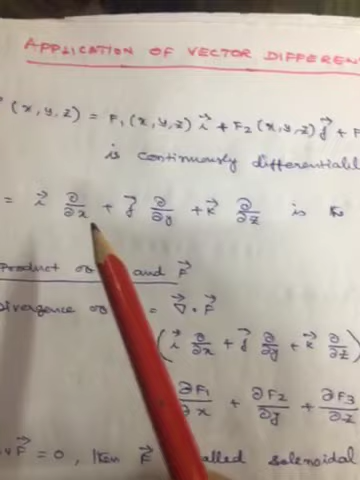 APPLICATION OF VECTOR DIFFEREN
(x, y, z) = F₁(x, y, z) i⃗ + F₂(x, y, z) j⃗ + F
is continuously differentiabl
= i⃗ ∂/∂x + j⃗ ∂/∂y + k⃗ ∂/∂z is
Product and F⃗
Divergence = ∇⃗ . F⃗
(i⃗ ∂/∂x + j⃗ ∂/∂y + k⃗ ∂/∂z)
∂F₁/∂x + ∂F₂/∂y + ∂F₃/∂z
F⃗ = 0, then F⃗ called solenoidal